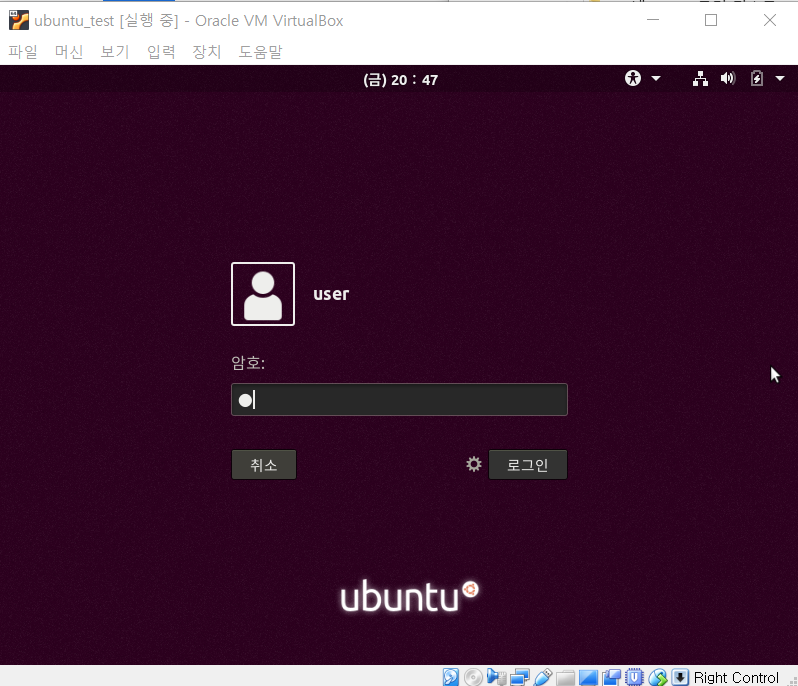 ubuntu_test [실행 중] - Oracle VM VirtualBox
파일 머신 보기 입력 장치 도움말
(금) 20 : 47
user
암호:
취소 로그인
ubuntu
Right Control